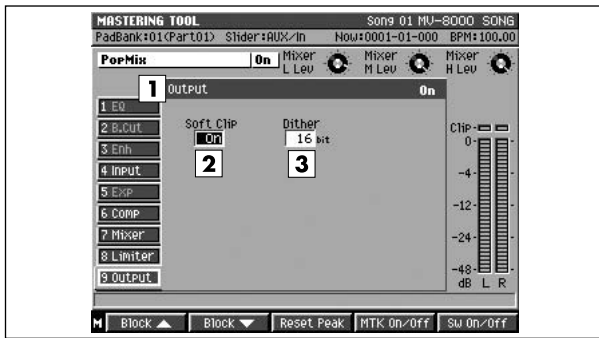 MASTERING TOOL Song 01 MV-8000 SONG
PadBank:01(Part01) Slider:AUX/In Now:0001-01-000 BPM:100.00
PopMix On Mixer L Lev Mixer M Lev Mixer H Lev
1 Output On
1 EQ
2 B.Cut
3 Enh
4 Input
5 Exp
6 Comp
7 Mixer
8 Limiter
9 Output
Soft Clip Dither
On 16 bit
2 3
Clip
0
-4
-12
-24
-48
dB L R
M Block ▲ Block ▼ Reset Peak MTK On/Off Sw On/Off